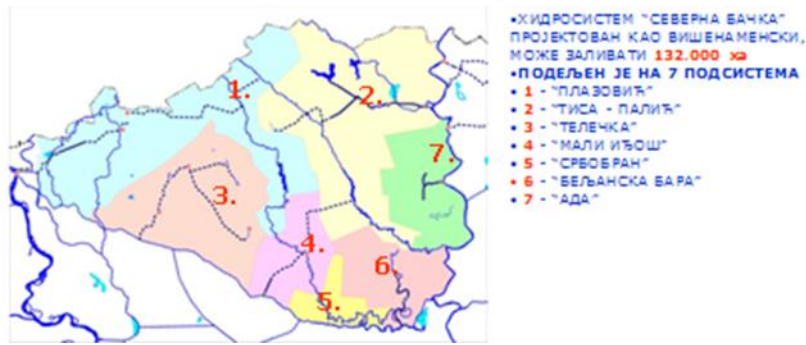 1.
2.
3.
4.
5.
6.
7.
•ХИДРОСИСТЕМ “СЕВЕРНА БАЧКА”
ПРОЈЕКТОВАН КАО ВИШЕНАМЕНСКИ,
МОЖЕ ЗАЛИВАТИ 132.000 ха
•ПОДЕЉЕН ЈЕ НА 7 ПОДСИСТЕМА
• 1 - “ПЛАЗОВИЋ”
• 2 - “ТИСА - ПАЛИЋ”
• 3 - “ТЕЛЕЧКА”
• 4 - “МАЛИ ИЂОШ”
• 5 - “СРБОБРАН”
• 6 - “БЕЉАНСКА БАРА”
• 7 - “АДА”